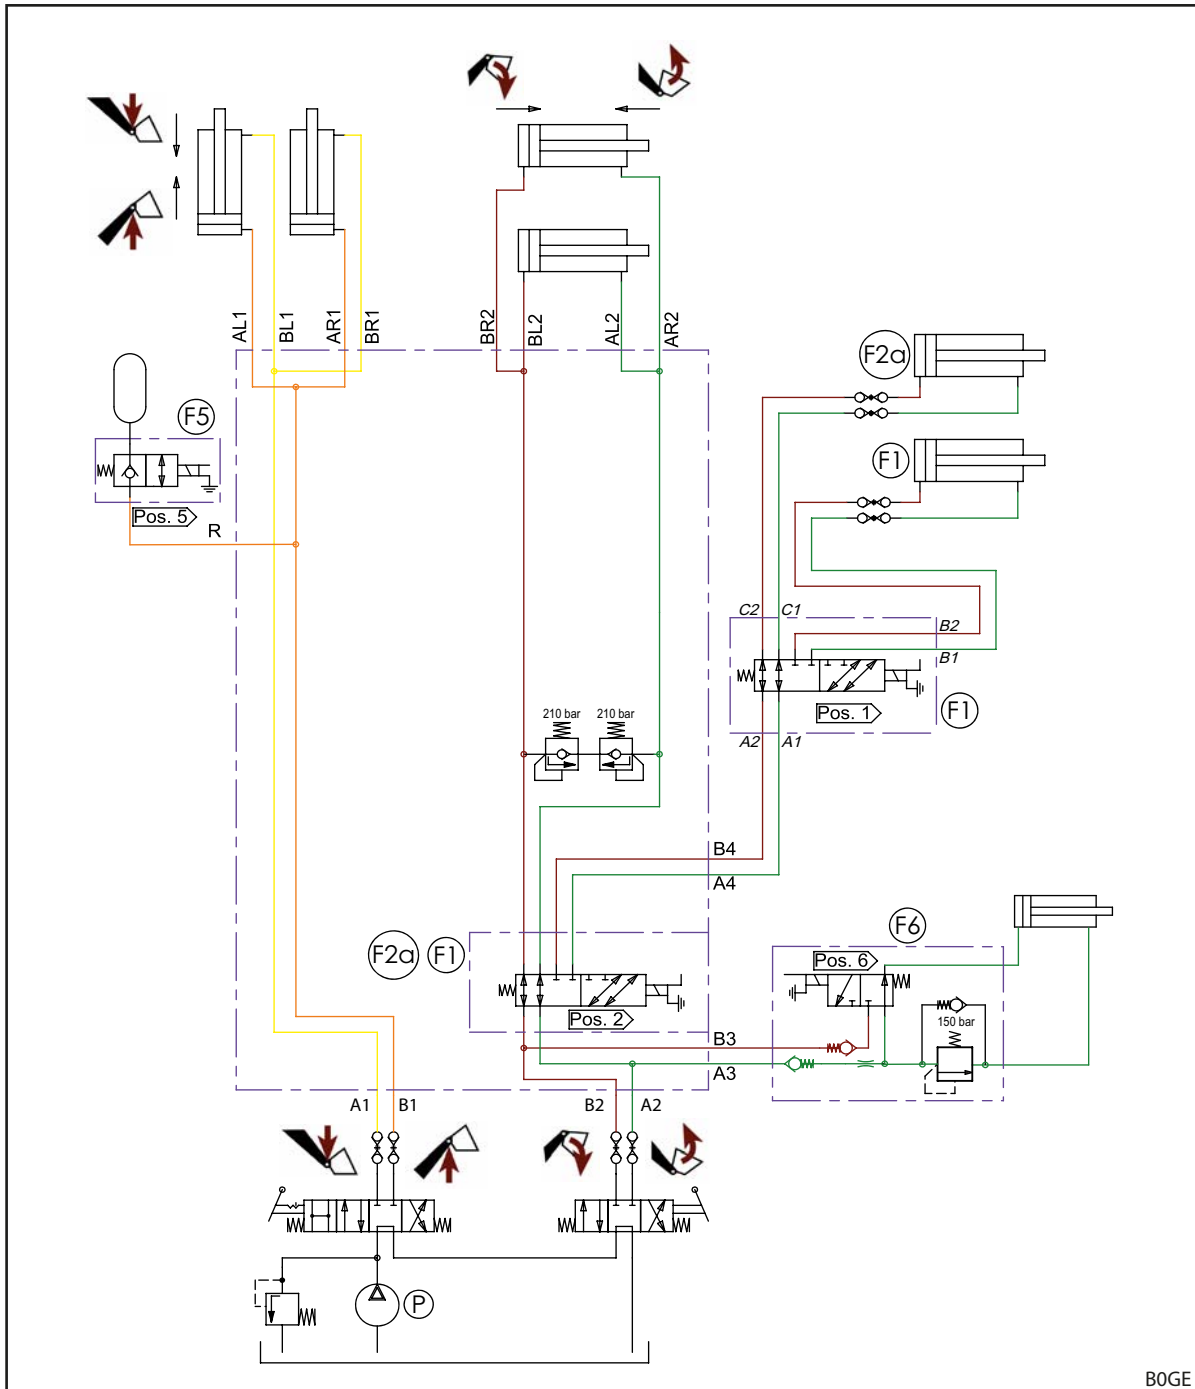 AL1
BL1
AR1
BR1
BR2
BL2
AL2
AR2
F2a
F5
F1
Pos. 5
R
C2
C1
B2
B1
Pos. 1
F1
A2
A1
210 bar
210 bar
B4
A4
F2a
F1
F6
Pos. 6
Pos. 2
150 bar
B3
A3
A1
B1
B2
A2
P
B0GE